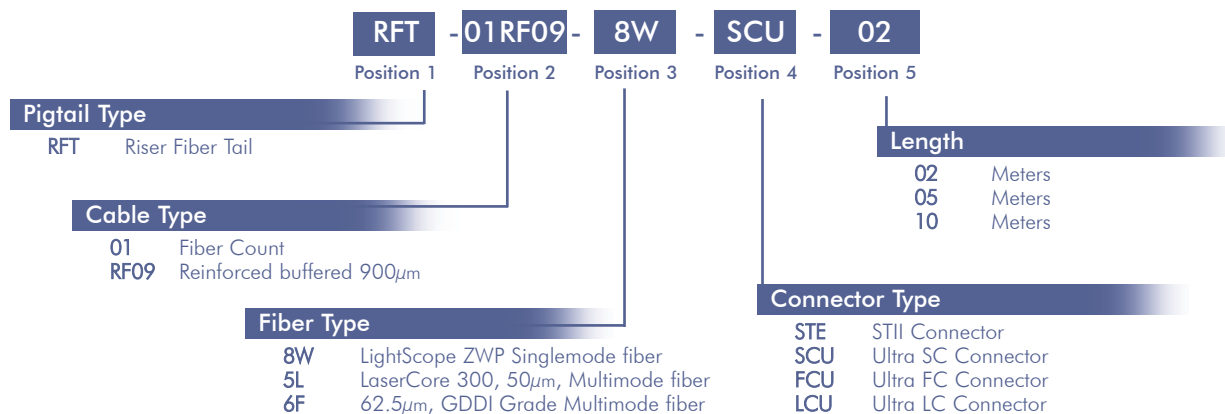 RFT - 01RF09 - 8W - SCU - 02
Position 1 Position 2 Position 3 Position 4 Position 5
Pigtail Type
RFT Riser Fiber Tail
Length
02 Meters
05 Meters
10 Meters
Cable Type
01 Fiber Count
RF09 Reinforced buffered 900µm
Fiber Type
8W LightScope ZWP Singlemode fiber
5L LaserCore 300, 50µm, Multimode fiber
6F 62.5µm, GDDI Grade Multimode fiber
Connector Type
STE STII Connector
SCU Ultra SC Connector
FCU Ultra FC Connector
LCU Ultra LC Connector